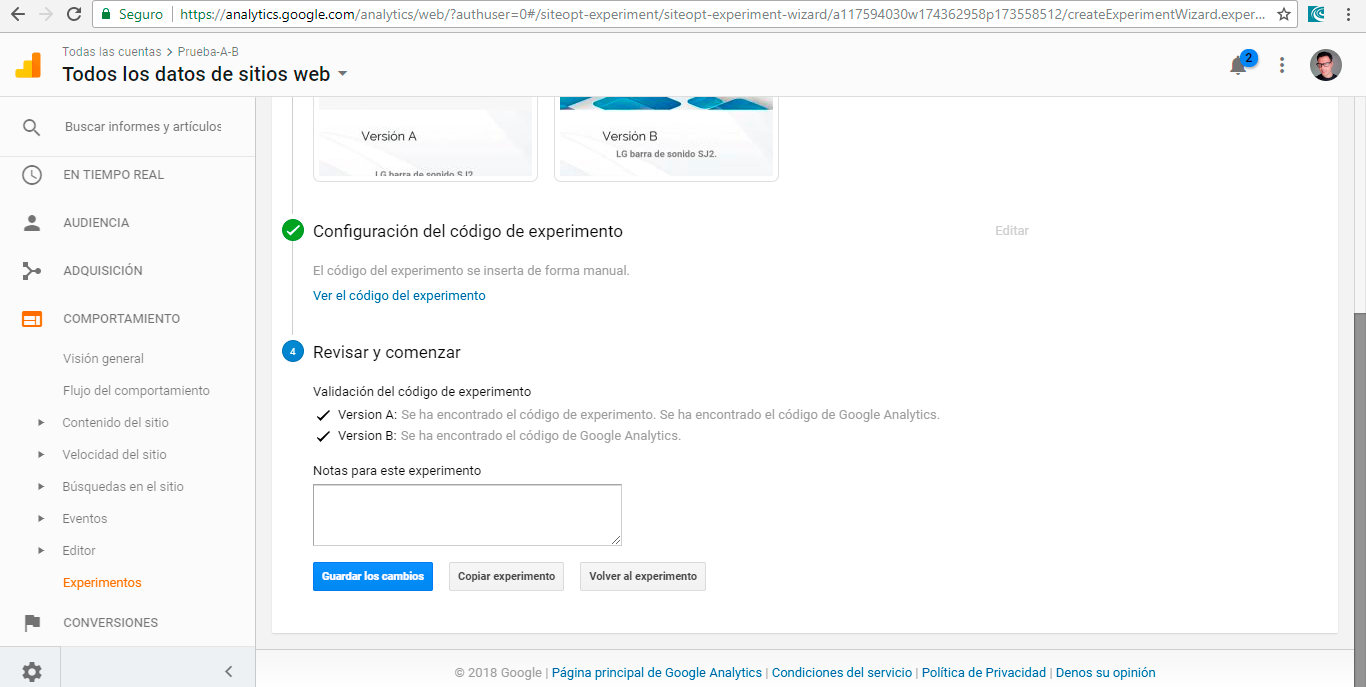 Seguro
https://analytics.google.com/analytics/web/?authuser=0#/siteopt-experiment/siteopt-experiment-wizard/a117594030w174362958p173558512/createExperimentWizard.exper...
Todas las cuentas > Prueba-A-B
Todos los datos de sitios web
2
Buscar informes y artículos
EN TIEMPO REAL
AUDIENCIA
ADQUISICIÓN
COMPORTAMIENTO
Visión general
Flujo del comportamiento
Contenido del sitio
Velocidad del sitio
Búsquedas en el sitio
Eventos
Editor
Experimentos
CONVERSIONES
Versión A
LG barra de sonido SJ2
Versión B
LG barra de sonido SJ2.
Configuración del código de experimento
Editar
El código del experimento se inserta de forma manual.
Ver el código del experimento
4 Revisar y comenzar
Validación del código de experimento
Version A: Se ha encontrado el código de experimento. Se ha encontrado el código de Google Analytics.
Version B: Se ha encontrado el código de Google Analytics.
Notas para este experimento
Guardar los cambios
Copiar experimento
Volver al experimento
© 2018 Google | Página principal de Google Analytics | Condiciones del servicio | Política de Privacidad | Denos su opinión